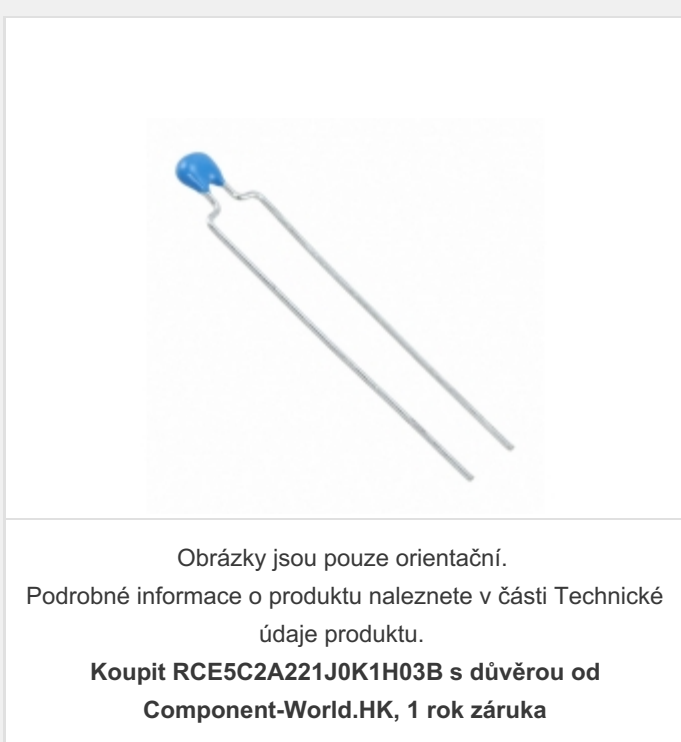 Obrázky jsou pouze orientační.
Podrobné informace o produktu naleznete v části Technické
údaje produktu.
Koupit RCE5C2A221J0K1H03B s důvěrou od
Component-World.HK, 1 rok záruka